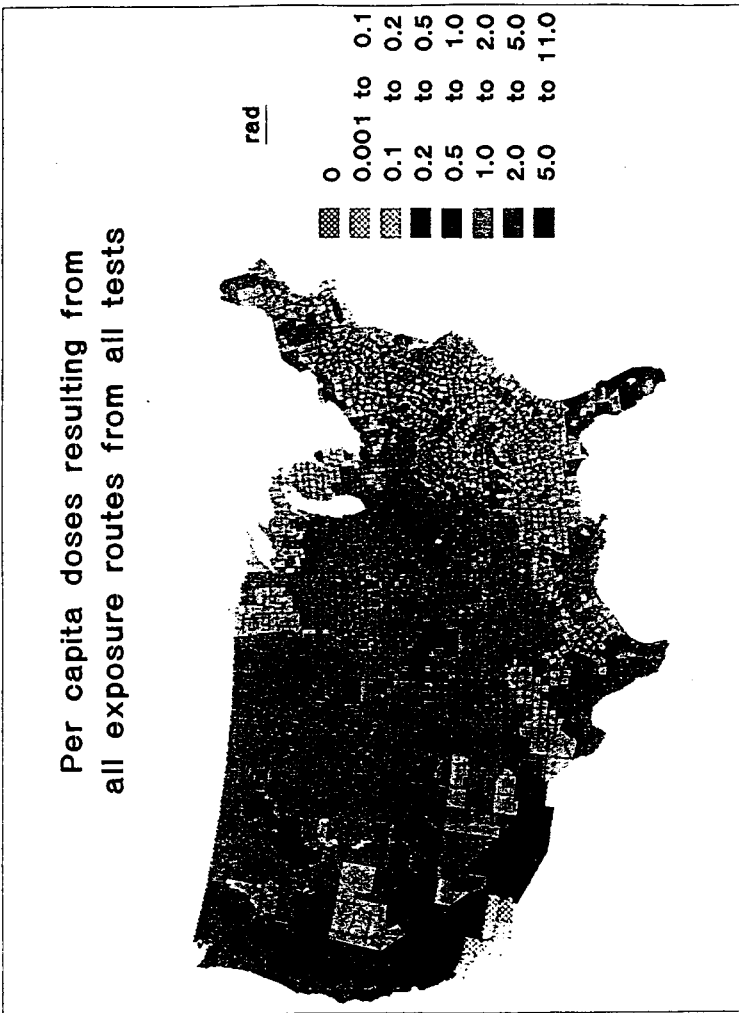 Per capita doses resulting from
all exposure routes from all tests
rad
0
0.001 to 0.1
0.1 to 0.2
0.2 to 0.5
0.5 to 1.0
1.0 to 2.0
2.0 to 5.0
5.0 to 11.0